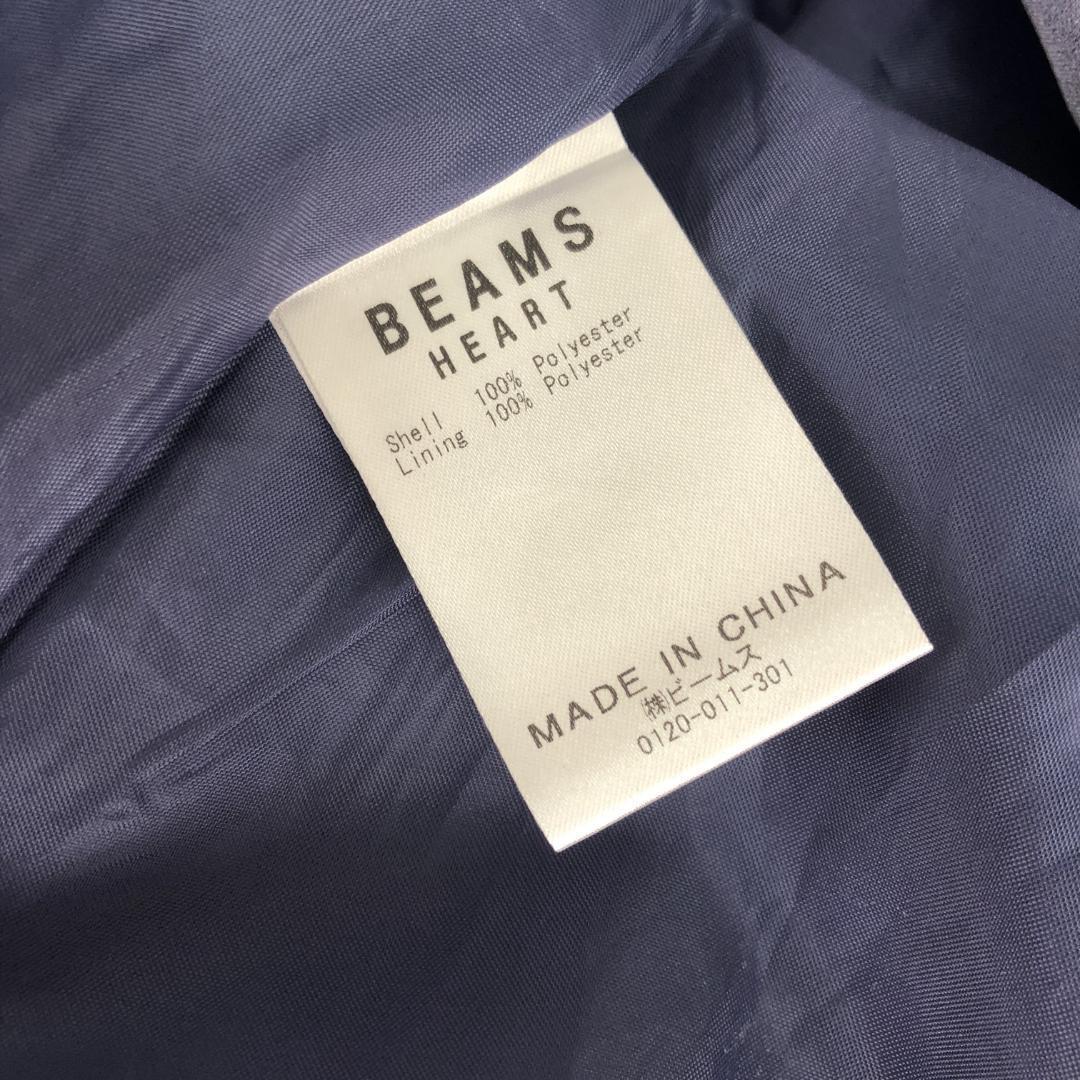 BEAMS
HEART
Shell 100% Polyester
Lining 100% Polyester
MADE IN CHINA
㈱ビームス
0120-011-301